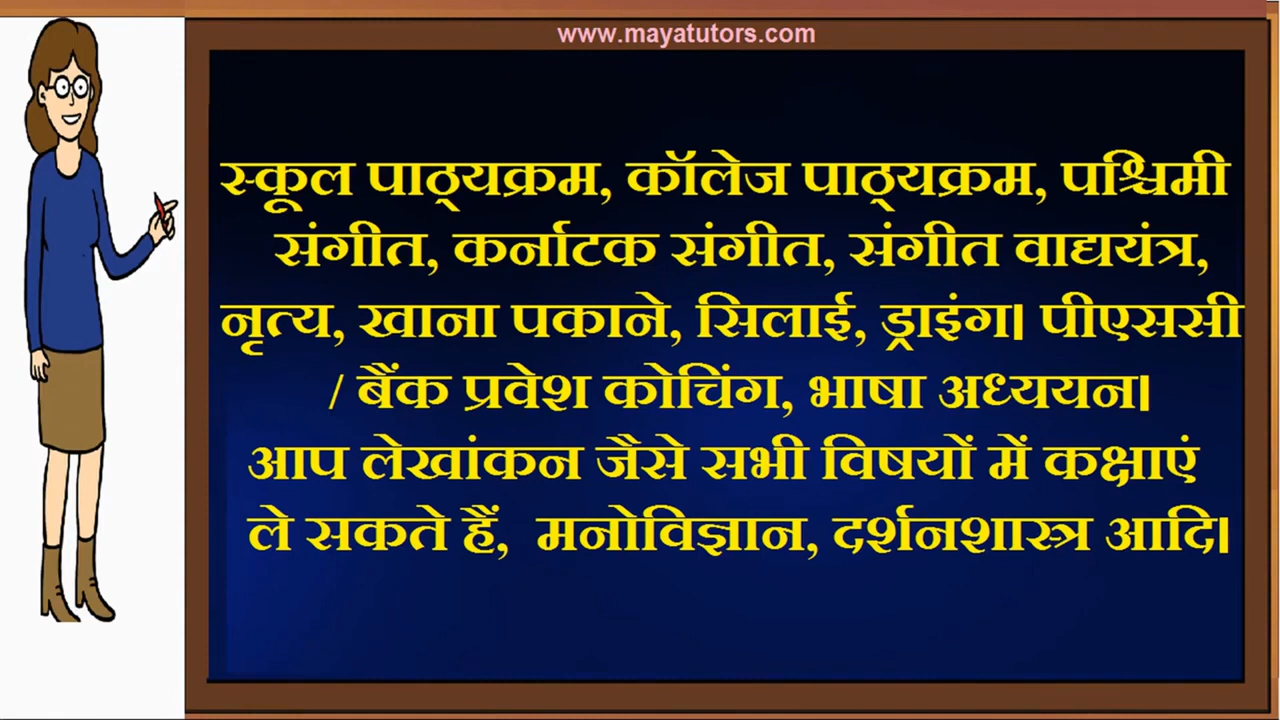 www.mayatutors.com
स्कूल पाठ्यक्रम, कॉलेज पाठ्यक्रम, पश्चिमी
संगीत, कर्नाटक संगीत, संगीत वाद्ययंत्र,
नृत्य, खाना पकाने, सिलाई, ड्राइंग। पीएससी
/ बैंक प्रवेश कोचिंग, भाषा अध्ययन।
आप लेखांकन जैसे सभी विषयों में कक्षाएं
ले सकते हैं, मनोविज्ञान, दर्शनशास्त्र आदि।